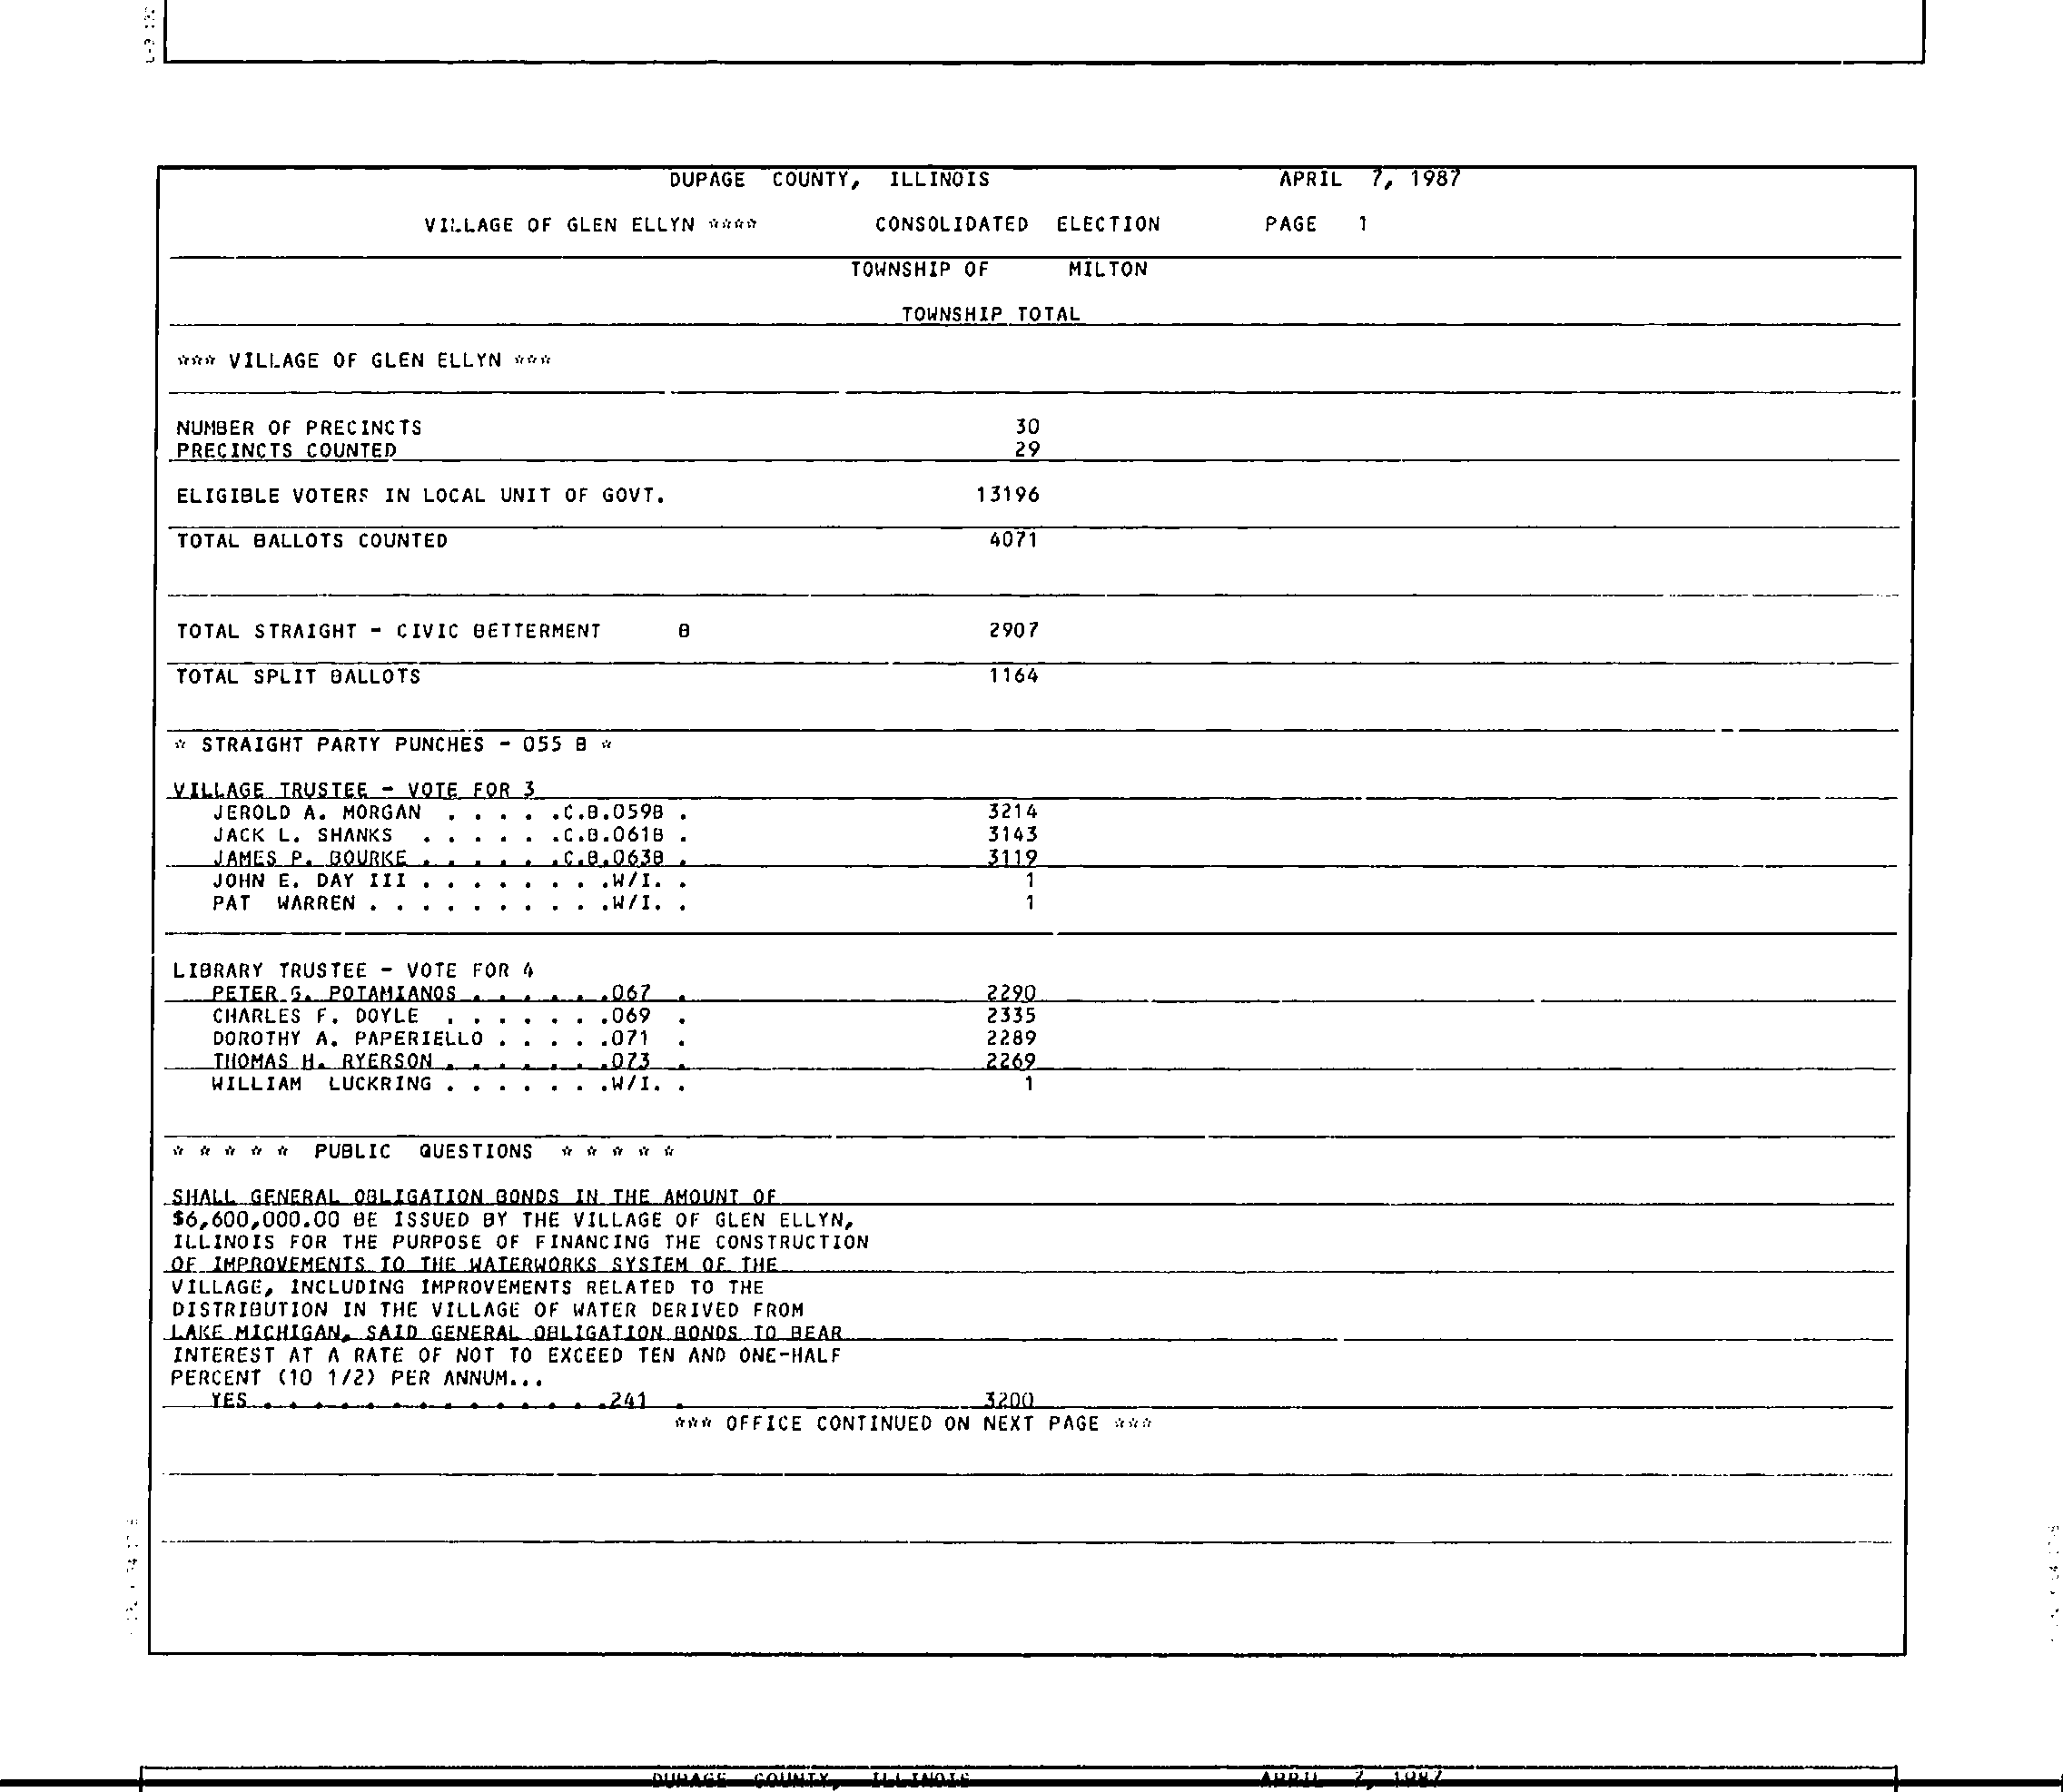 DUPAGE COUNTY, ILLINOIS APRIL 7, 1987
VILLAGE OF GLEN ELLYN **** CONSOLIDATED ELECTION PAGE 1
TOWNSHIP OF MILTON
TOWNSHIP TOTAL
*** VILLAGE OF GLEN ELLYN ***
NUMBER OF PRECINCTS 30
PRECINCTS COUNTED 29
ELIGIBLE VOTERS IN LOCAL UNIT OF GOVT. 13196
TOTAL BALLOTS COUNTED 4071
TOTAL STRAIGHT - CIVIC BETTERMENT B 2907
TOTAL SPLIT BALLOTS 1164
* STRAIGHT PARTY PUNCHES - 055 B *
VILLAGE TRUSTEE - VOTE FOR 3
JEROLD A. MORGAN . . . . .C.B.059B . 3214
JACK L. SHANKS . . . . . .C.B.061B . 3143
JAMES P. BOURKE . . . . . .C.B.063B . 3119
JOHN E. DAY III . . . . . . . .W/I. . 1
PAT WARREN . . . . . . . . . .W/I. . 1
LIBRARY TRUSTEE - VOTE FOR 4
PETER G. POTAMIANOS . . . . . .067 . 2290
CHARLES F. DOYLE . . . . . . .069 . 2335
DOROTHY A. PAPERIELLO . . . . .071 . 2289
THOMAS H. RYERSON . . . . . . .073 . 2269
WILLIAM LUCKRING . . . . . . .W/I. . 1
* * * * * PUBLIC QUESTIONS * * * * *
SHALL GENERAL OBLIGATION BONDS IN THE AMOUNT OF
$6,600,000.00 BE ISSUED BY THE VILLAGE OF GLEN ELLYN,
ILLINOIS FOR THE PURPOSE OF FINANCING THE CONSTRUCTION
OF IMPROVEMENTS TO THE WATERWORKS SYSTEM OF THE
VILLAGE, INCLUDING IMPROVEMENTS RELATED TO THE
DISTRIBUTION IN THE VILLAGE OF WATER DERIVED FROM
LAKE MICHIGAN, SAID GENERAL OBLIGATION BONDS TO BEAR
INTEREST AT A RATE OF NOT TO EXCEED TEN AND ONE-HALF
PERCENT (10 1/2) PER ANNUM...
YES . . . . . . . . . . . . . .241 . 3200
*** OFFICE CONTINUED ON NEXT PAGE ***
DUPAGE COUNTY, ILLINOIS APRIL 7, 1987